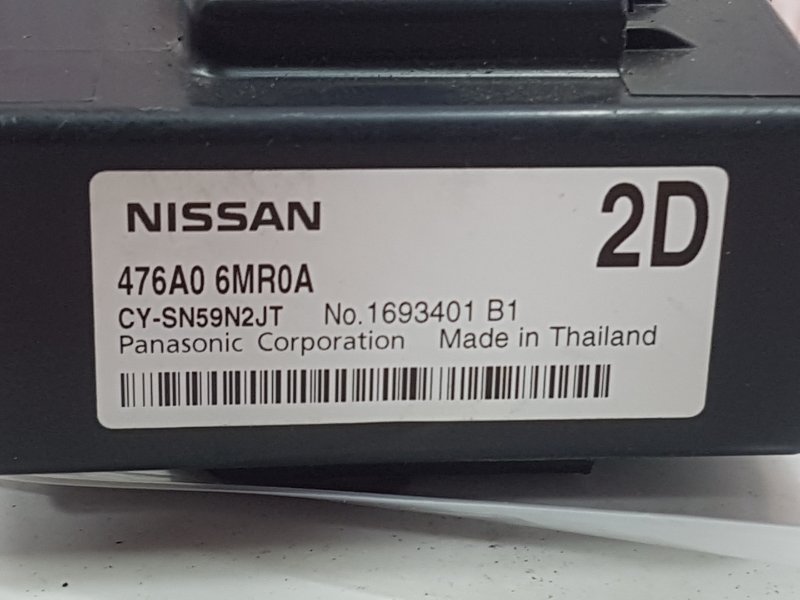 NISSAN
2D
476A0 6MR0A
CY-SN59N2JT No.1693401 B1
Panasonic Corporation Made in Thailand